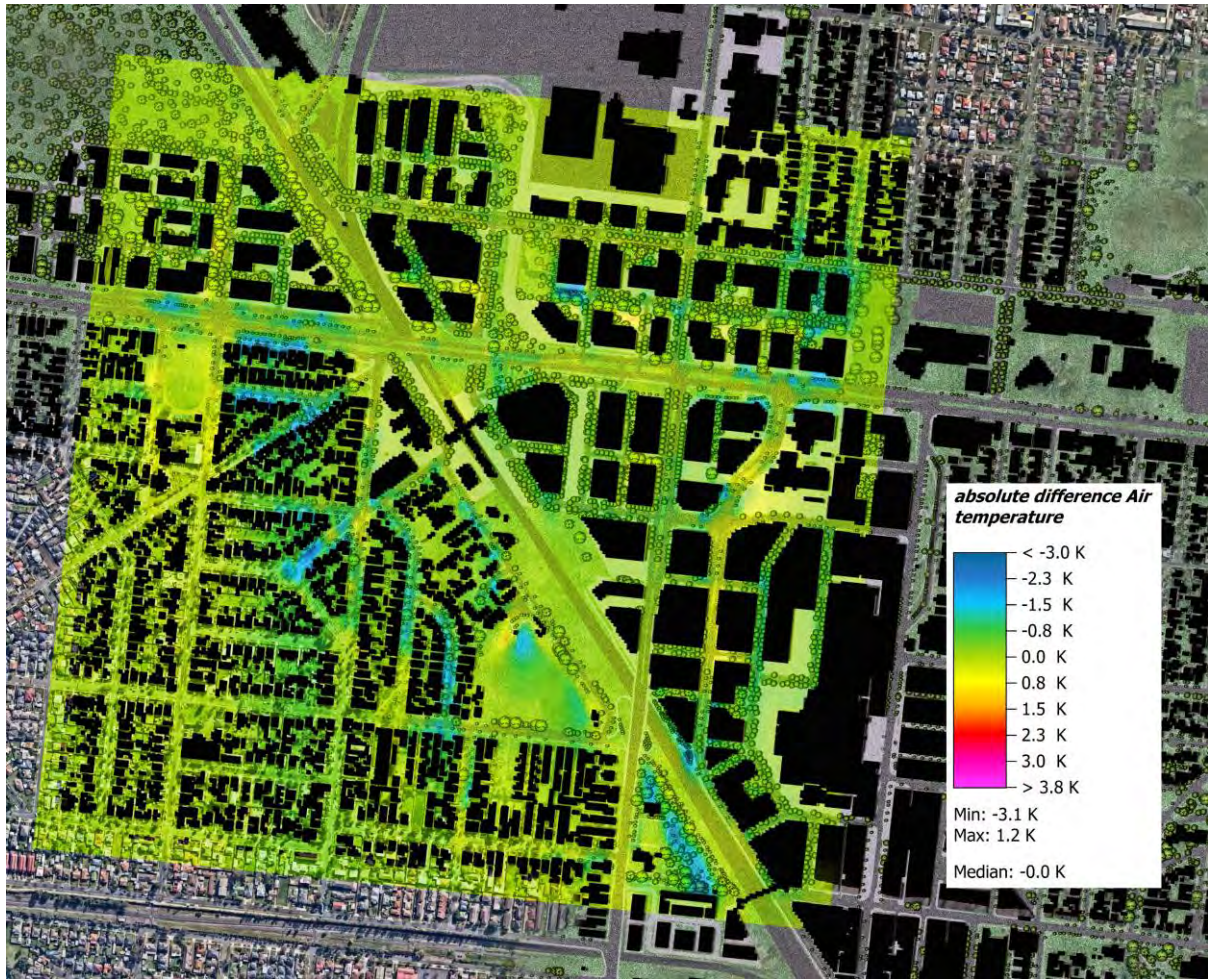 absolute difference Air
temperature
< -3.0 K
-2.3 K
-1.5 K
-0.8 K
0.0 K
0.8 K
1.5 K
2.3 K
3.0 K
> 3.8 K
Min: -3.1 K
Max: 1.2 K
Median: -0.0 K